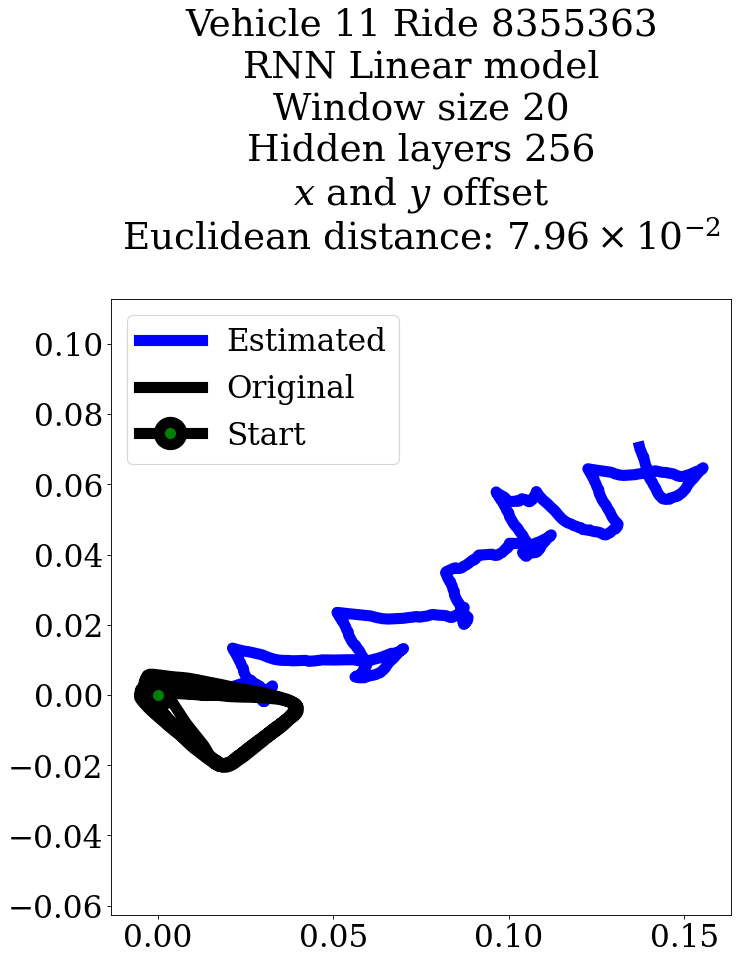 Vehicle 11 Ride 8355363
RNN Linear model
Window size 20
Hidden layers 256
x and y offset
Euclidean distance: 7.96 × 10⁻²
Estimated
Original
Start
0.10
0.08
0.06
0.04
0.02
0.00
−0.02
−0.04
−0.06
0.00 0.05 0.10 0.15